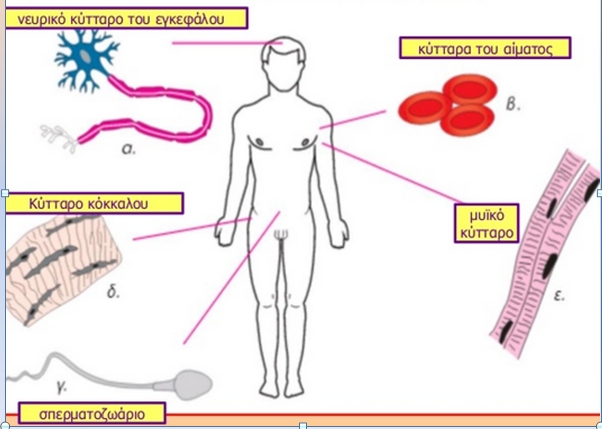 νευρικό κύτταρο του εγκεφάλου
κύτταρα του αίματος
α.
β.
Κύτταρο κόκκαλου
μυϊκό
κύτταρο
δ.
ε.
γ.
σπερματοζωάριο